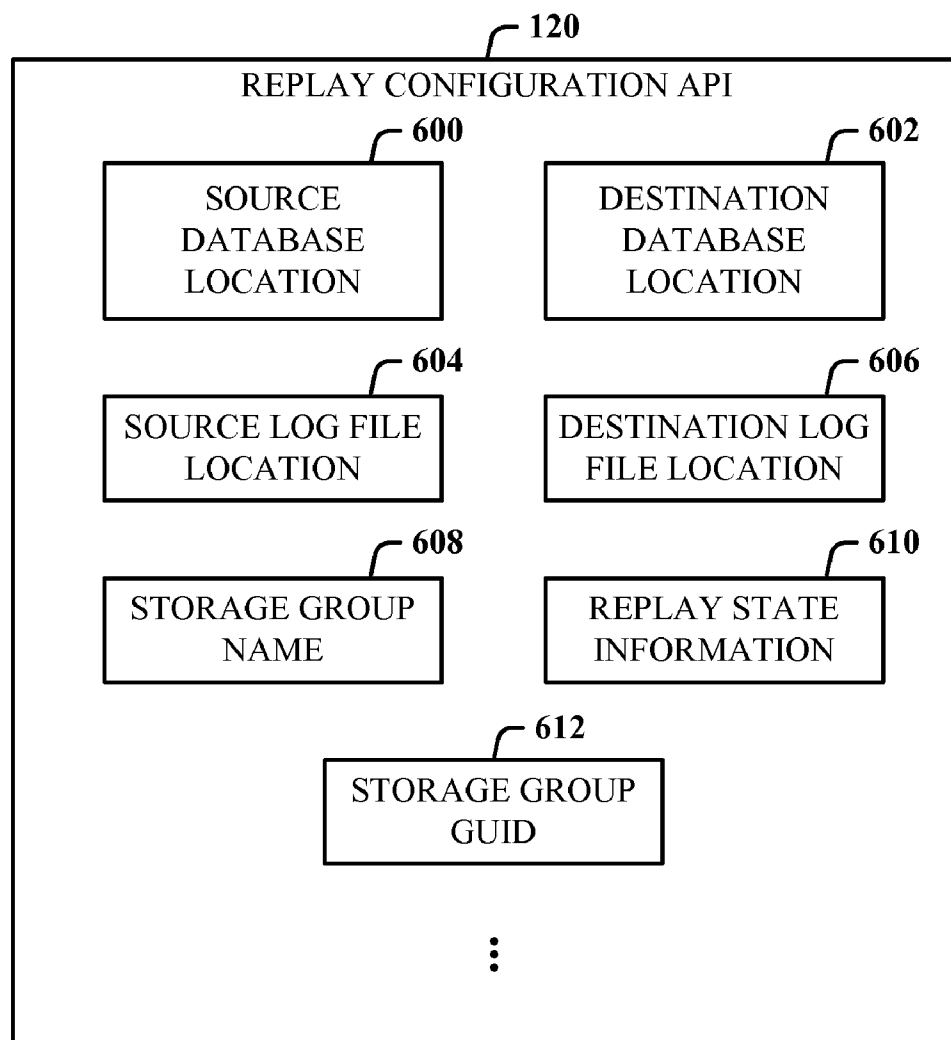 120
REPLAY CONFIGURATION API
600
SOURCE
DATABASE
LOCATION
602
DESTINATION
DATABASE
LOCATION
604
SOURCE LOG FILE
LOCATION
606
DESTINATION LOG
FILE LOCATION
608
STORAGE GROUP
NAME
610
REPLAY STATE
INFORMATION
612
STORAGE GROUP
GUID